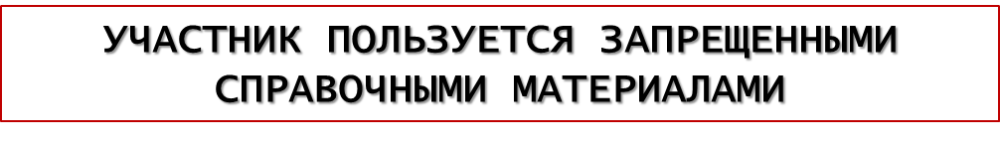 УЧАСТНИК ПОЛЬЗУЕТСЯ ЗАПРЕЩЕННЫМИ
СПРАВОЧНЫМИ МАТЕРИАЛАМИ